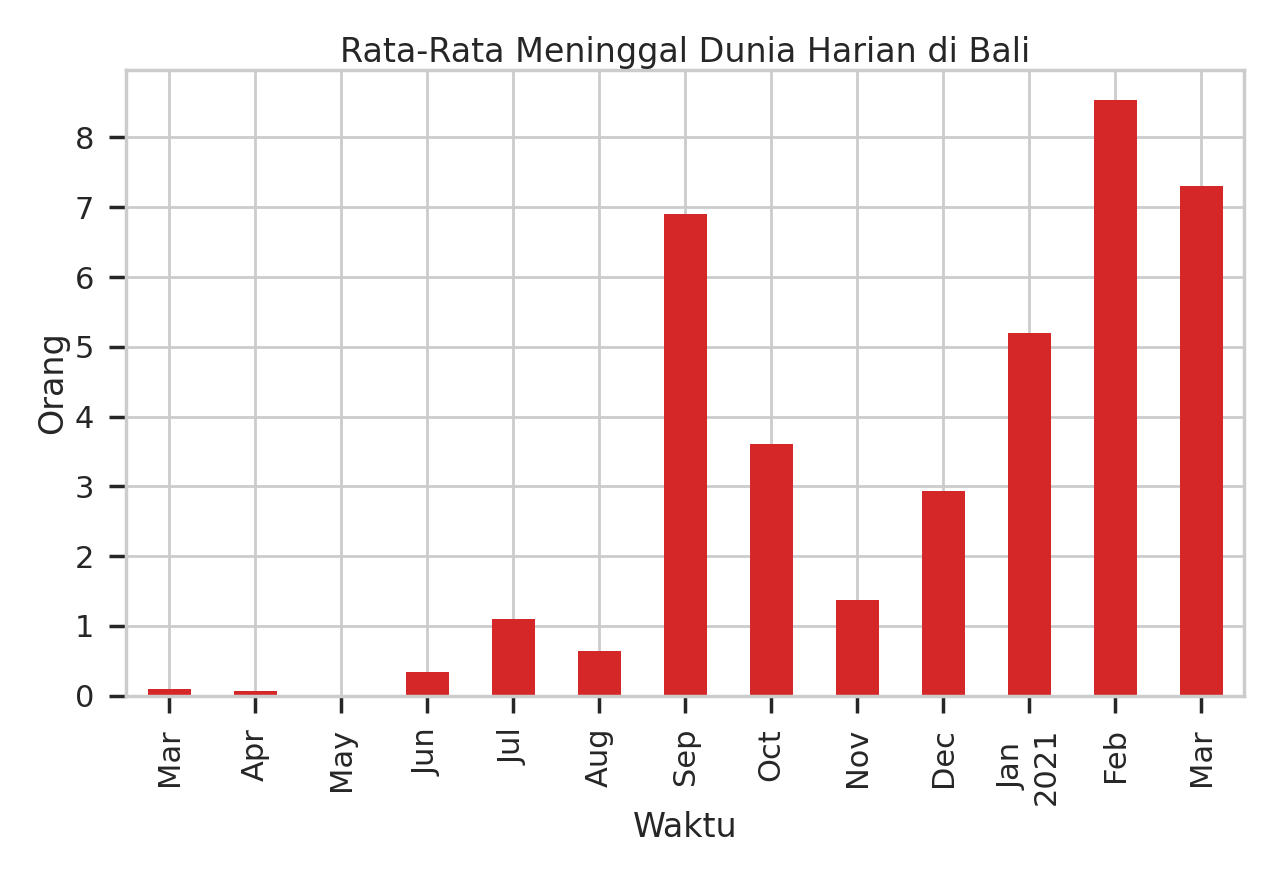 Rata-Rata Meninggal Dunia Harian di Bali
8
7
6
5
4
3
2
1
0
Orang
Mar
Apr
May
Jun
Jul
Aug
Sep
Oct
Nov
Dec
Jan
2021
Feb
Mar
Waktu